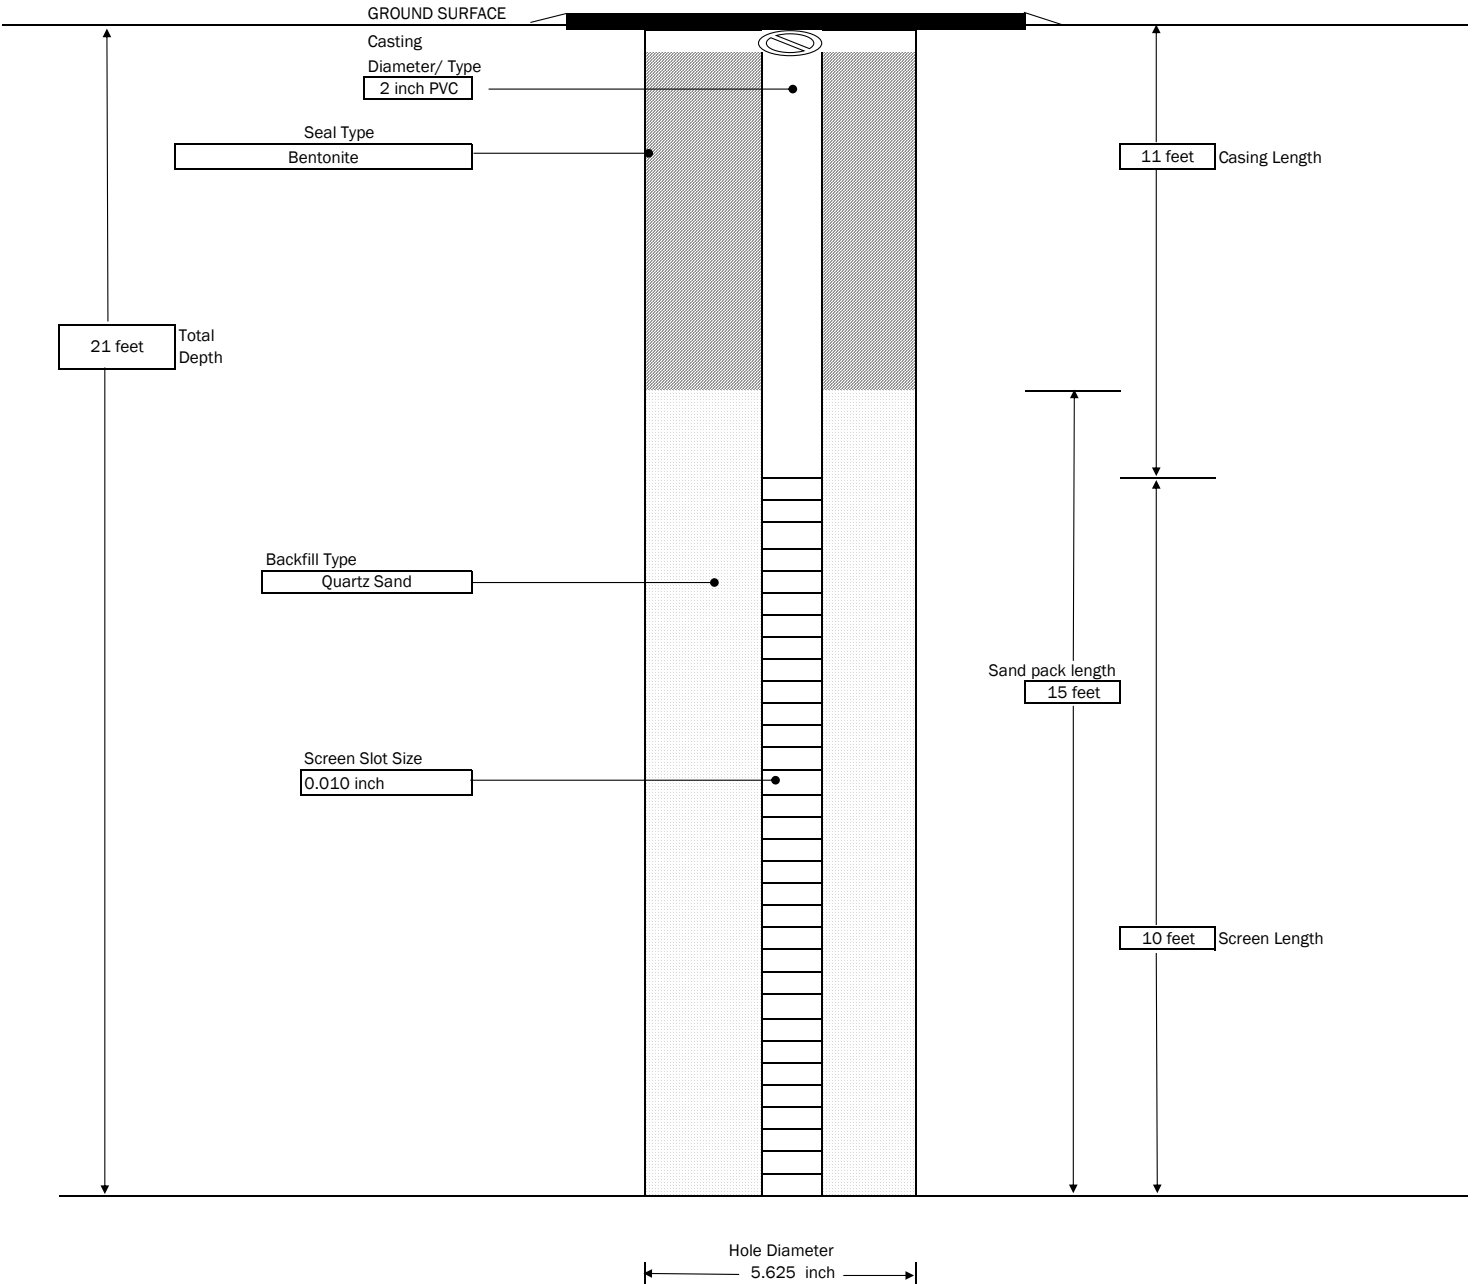 GROUND SURFACE
Casting
Diameter/ Type
2 inch PVC
Seal Type
Bentonite
11 feet Casing Length
21 feet
Total
Depth
Backfill Type
Quartz Sand
Sand pack length
15 feet
Screen Slot Size
0.010 inch
10 feet Screen Length
Hole Diameter
5.625 inch